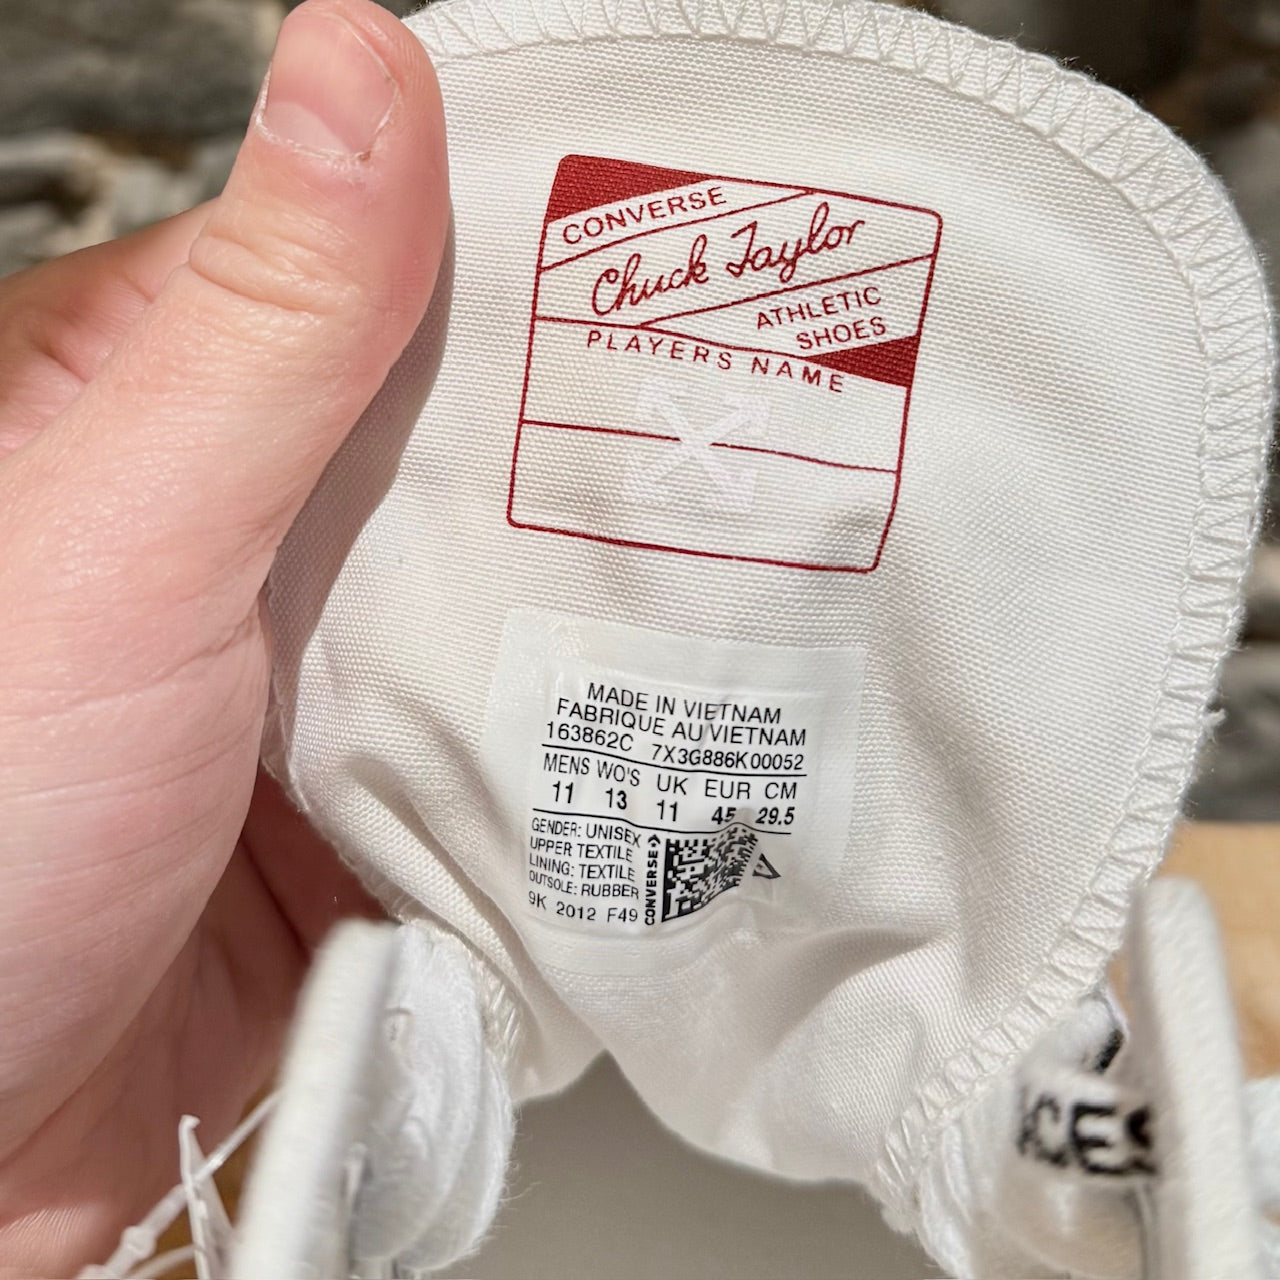 CONVERSE
Chuck Taylor
ATHLETIC
SHOES
PLAYERS NAME
MADE IN VIETNAM
FABRIQUE AU VIETNAM
163862C 7X3G886K00052
MENS WO'S UK EUR CM
11 13 11 45 29.5
GENDER: UNISEX
UPPER TEXTILE
LINING: TEXTILE
OUTSOLE: RUBBER
9K 2012 F49
CONVERSE